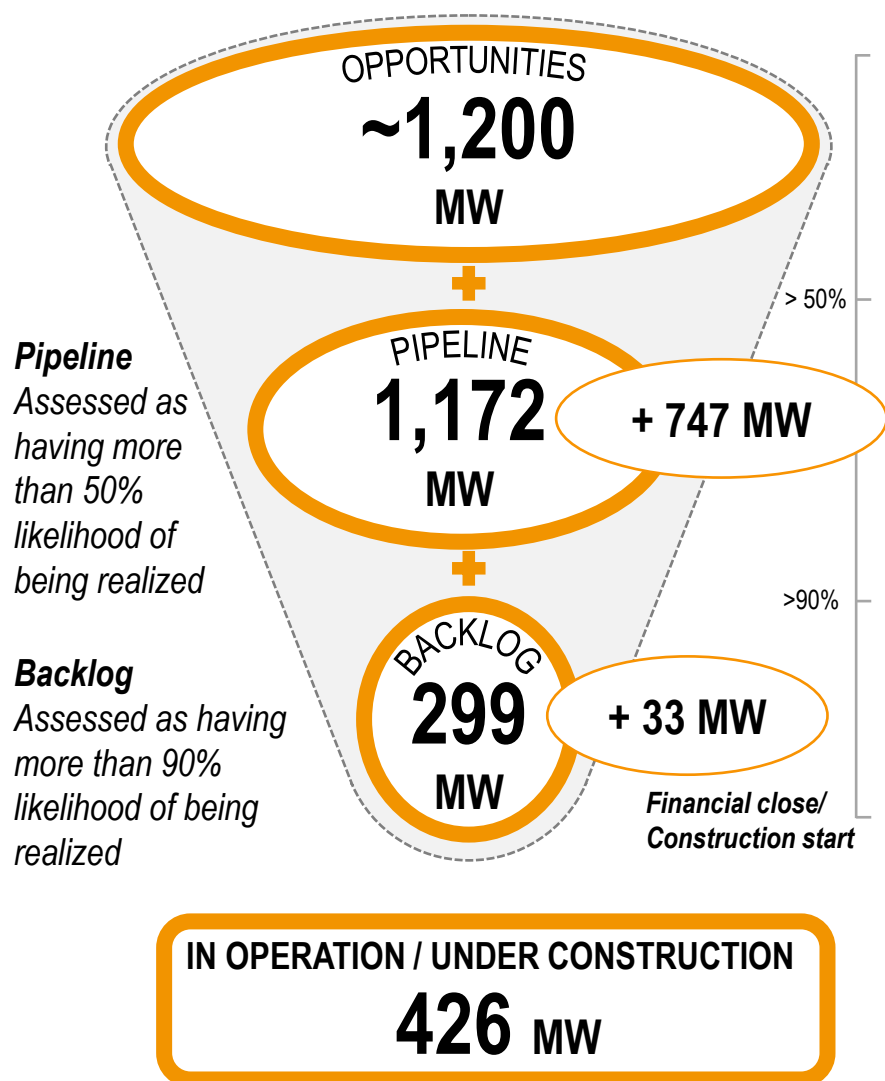 OPPORTUNITIES
~1,200
MW
> 50%
PIPELINE
1,172
MW
+ 747 MW
Pipeline
Assessed as
having more
than 50%
likelihood of
being realized
>90%
BACKLOG
299
MW
+ 33 MW
Backlog
Assessed as having
more than 90%
likelihood of being
realized
Financial close/
Construction start
IN OPERATION / UNDER CONSTRUCTION
426 MW